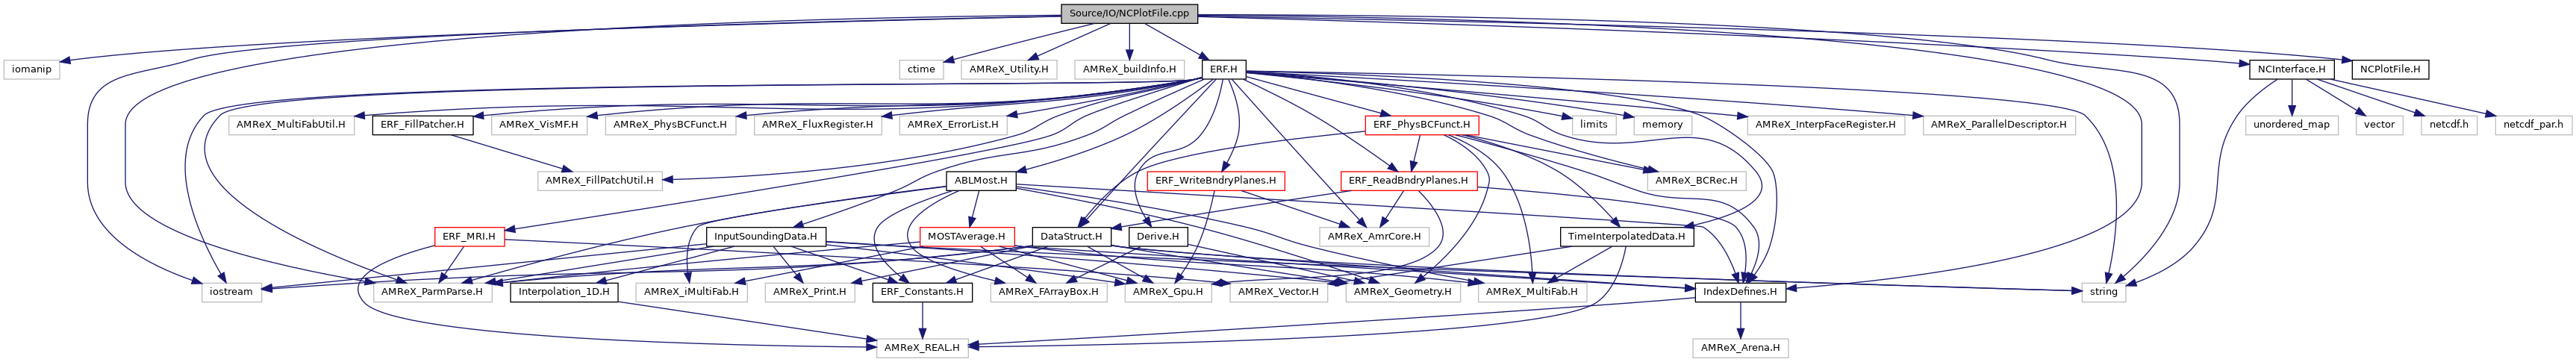 Source/IO/NCPlotFile.cpp
iomanip
ctime
AMReX_Utility.H
AMReX_buildInfo.H
ERF.H
NCInterface.H
NCPlotFile.H
AMReX_MultiFabUtil.H
ERF_FillPatcher.H
AMReX_VisMF.H
AMReX_PhysBCFunct.H
AMReX_FluxRegister.H
AMReX_ErrorList.H
ERF_PhysBCFunct.H
limits
memory
AMReX_InterpFaceRegister.H
AMReX_ParallelDescriptor.H
unordered_map
vector
netcdf.h
netcdf_par.h
AMReX_FillPatchUtil.H
ABLMost.H
ERF_WriteBndryPlanes.H
ERF_ReadBndryPlanes.H
AMReX_BCRec.H
ERF_MRI.H
InputSoundingData.H
MOSTAverage.H
DataStruct.H
Derive.H
AMReX_AmrCore.H
TimeInterpolatedData.H
iostream
AMReX_ParmParse.H
Interpolation_1D.H
AMReX_iMultiFab.H
AMReX_Print.H
ERF_Constants.H
AMReX_FArrayBox.H
AMReX_Gpu.H
AMReX_Vector.H
AMReX_Geometry.H
AMReX_MultiFab.H
IndexDefines.H
string
AMReX_REAL.H
AMReX_Arena.H